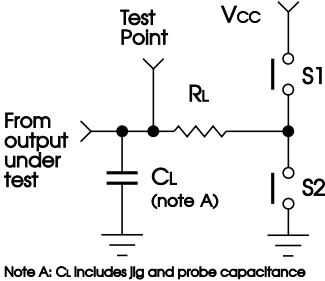 Test
Point
VCC
S1
RL
From
output
under
test
CL
(note A)
S2
Note A: CL includes jig and probe capacitance